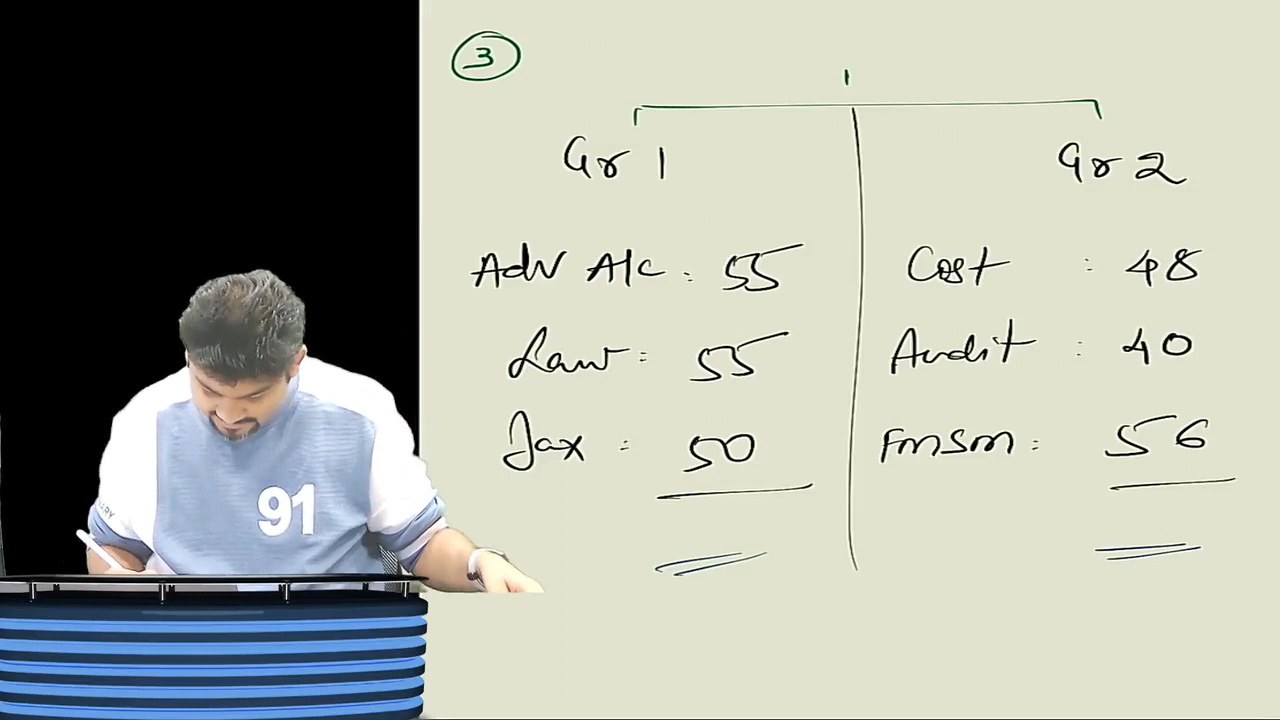 3
Gr 1
Gr 2
Adv A/c : 55
Cost : 48
Law : 55
Audit : 40
Tax : 50
FMSM : 56
91